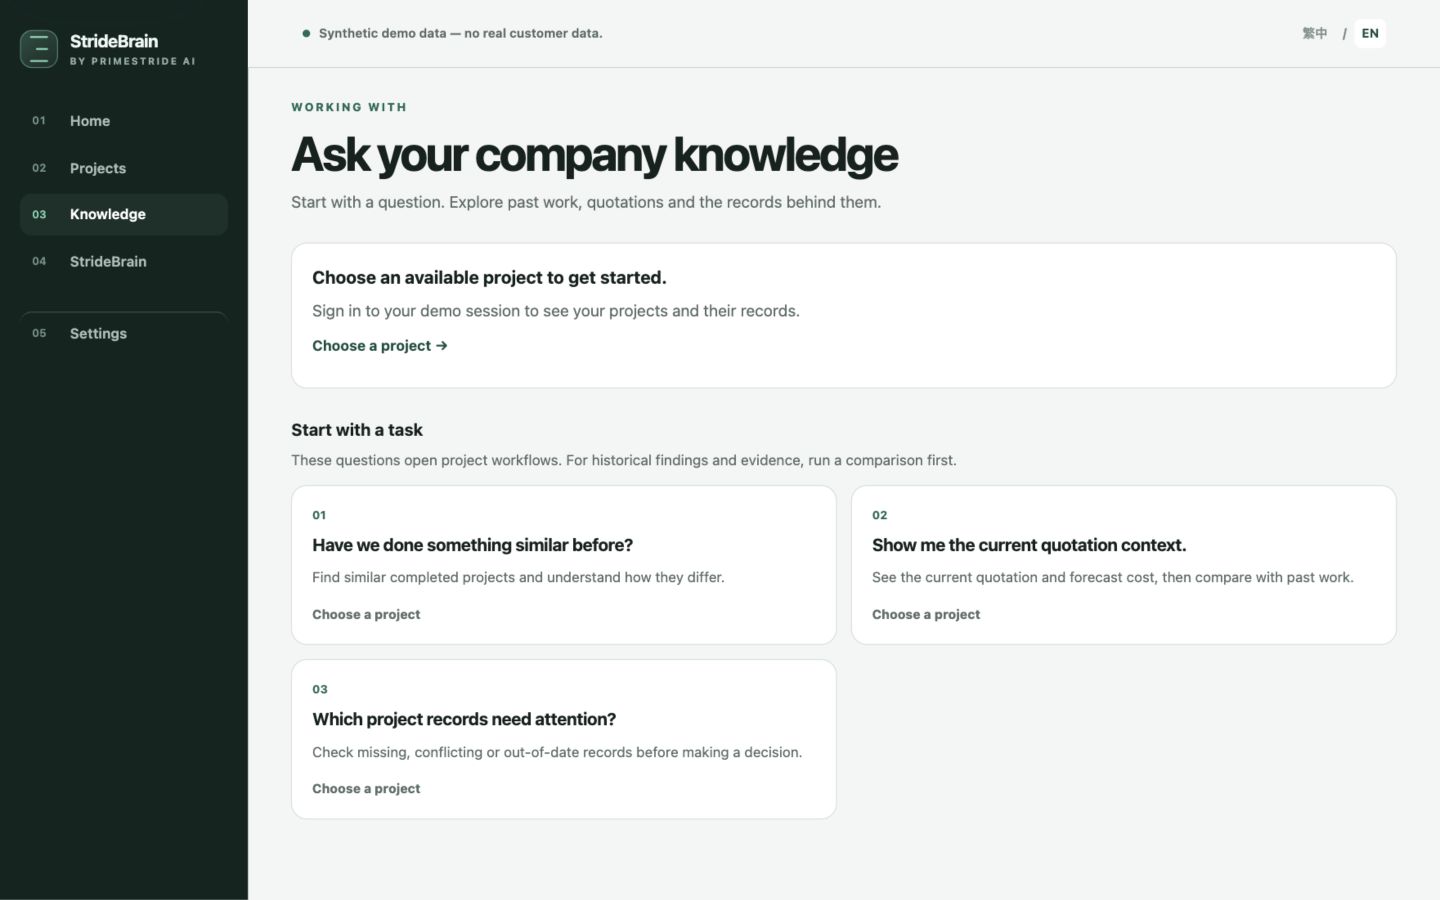 StrideBrain
BY PRIMESTRIDE AI
01 Home
02 Projects
03 Knowledge
04 StrideBrain
05 Settings
Synthetic demo data — no real customer data.
繁中 / EN
WORKING WITH
Ask your company knowledge
Start with a question. Explore past work, quotations and the records behind them.
Choose an available project to get started.
Sign in to your demo session to see your projects and their records.
Choose a project →
Start with a task
These questions open project workflows. For historical findings and evidence, run a comparison first.
01
Have we done something similar before?
Find similar completed projects and understand how they differ.
Choose a project
02
Show me the current quotation context.
See the current quotation and forecast cost, then compare with past work.
Choose a project
03
Which project records need attention?
Check missing, conflicting or out-of-date records before making a decision.
Choose a project